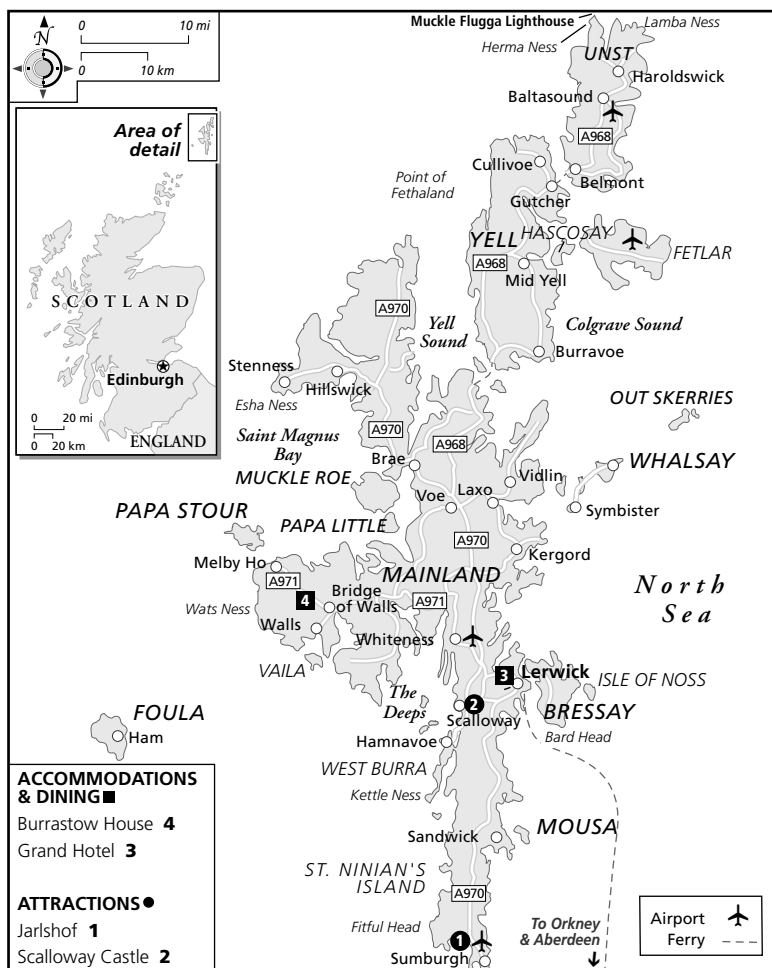 N
0 10 mi
0 10 km
Area of
detail
SCOTLAND
Edinburgh
0 20 mi
0 20 km
ENGLAND
Muckle Flugga Lighthouse
Lamba Ness
Herma Ness
UNST
Haroldswick
Baltasound
A968
Cullivoe
Belmont
Point of
Fethaland
Gutcher
HASCOSAY
YELL
FETLAR
A968
Mid Yell
A970
Yell
Sound
Colgrave Sound
Burravoe
Stenness
Hillswick
Esha Ness
OUT SKERRIES
Saint Magnus
Bay
A970
A968
Brae
WHALSAY
MUCKLE ROE
Vidlin
Voe
Laxo
Symbister
PAPA STOUR
PAPA LITTLE
A970
Kergord
Melby Ho
MAINLAND
A971
North
Sea
4
Bridge
of Walls
A971
Wats Ness
Walls
Whiteness
VAILA
3
Lerwick
ISLE OF NOSS
The
Deeps
2
Scalloway
BRESSAY
FOULA
Ham
Hamnavoe
Bard Head
WEST BURRA
Kettle Ness
Sandwick
MOUSA
ST. NINIAN'S
ISLAND
A970
Fitful Head
1
Sumburgh
To Orkney
& Aberdeen
ACCOMMODATIONS
& DINING
Burrastow House 4
Grand Hotel 3
ATTRACTIONS
Jarlshof 1
Scalloway Castle 2
Airport
Ferry